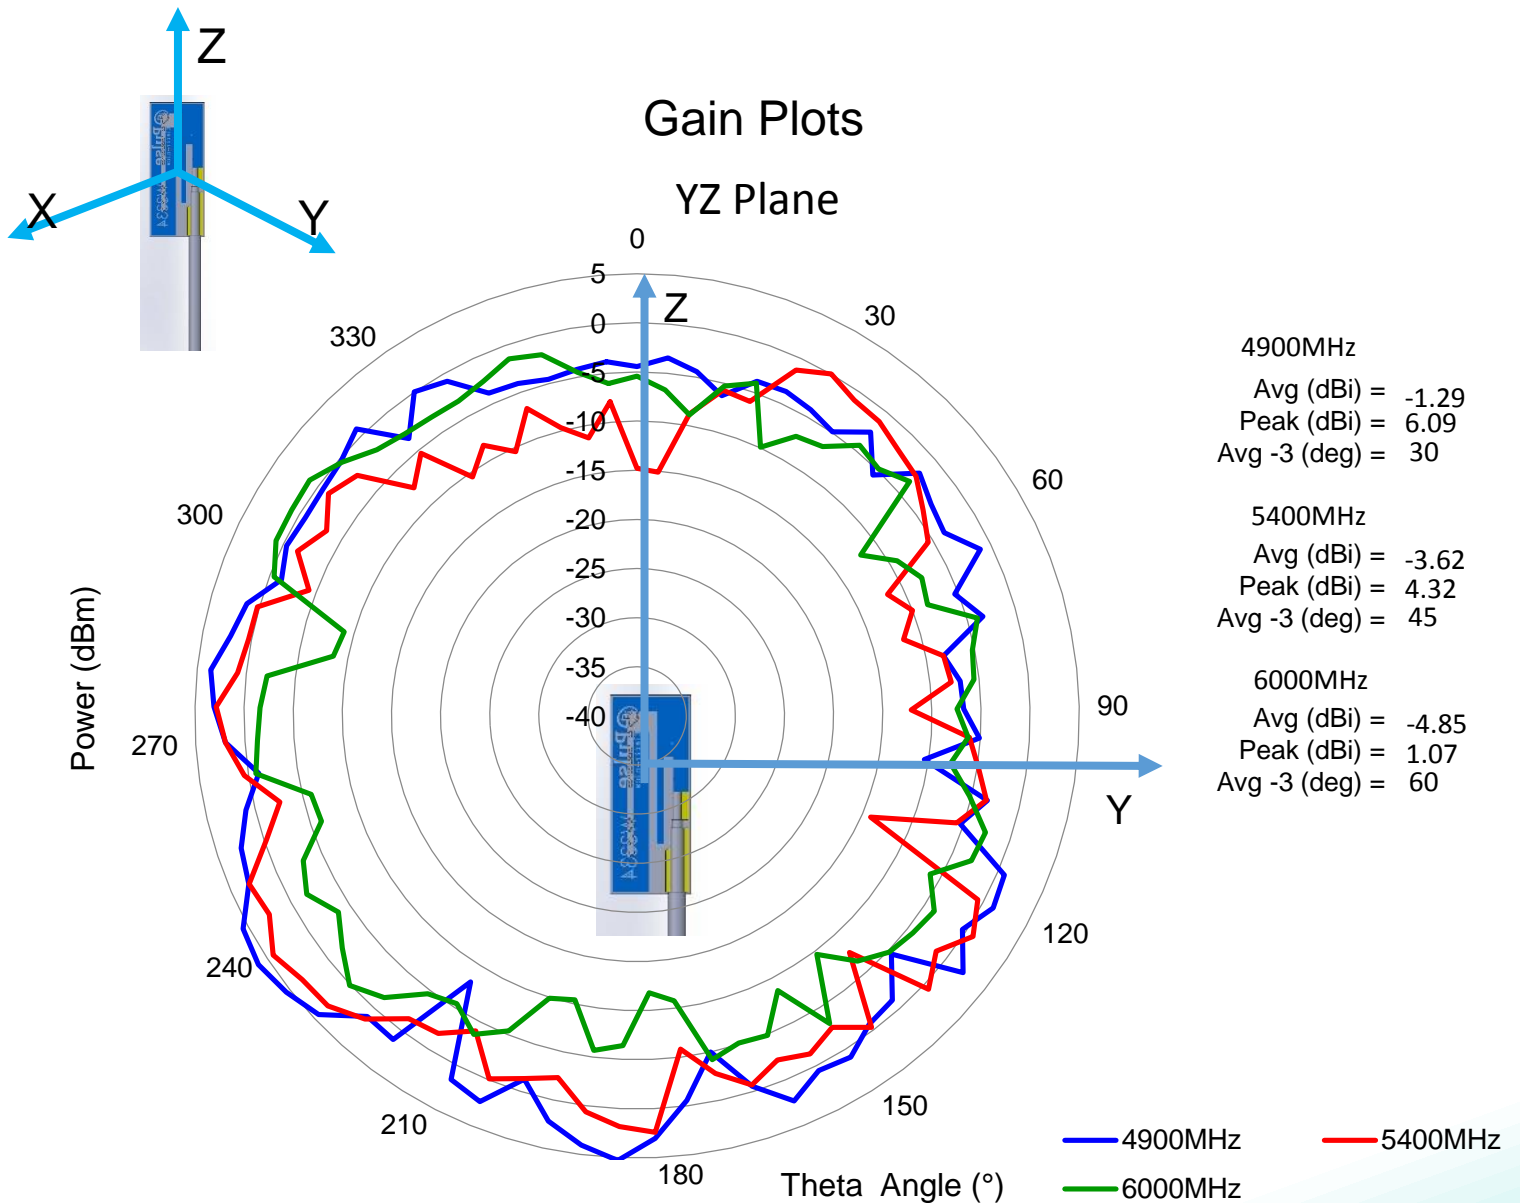 Z
X
Y
Gain Plots
YZ Plane
0
30
60
90
120
150
180
210
240
270
300
330
5
0
-5
-10
-15
-20
-25
-30
-35
-40
Z
Y
Power (dBm)
Theta Angle (°)
4900MHz
Avg (dBi) = -1.29
Peak (dBi) = 6.09
Avg -3 (deg) = 30
5400MHz
Avg (dBi) = -3.62
Peak (dBi) = 4.32
Avg -3 (deg) = 45
6000MHz
Avg (dBi) = -4.85
Peak (dBi) = 1.07
Avg -3 (deg) = 60
4900MHz
5400MHz
6000MHz